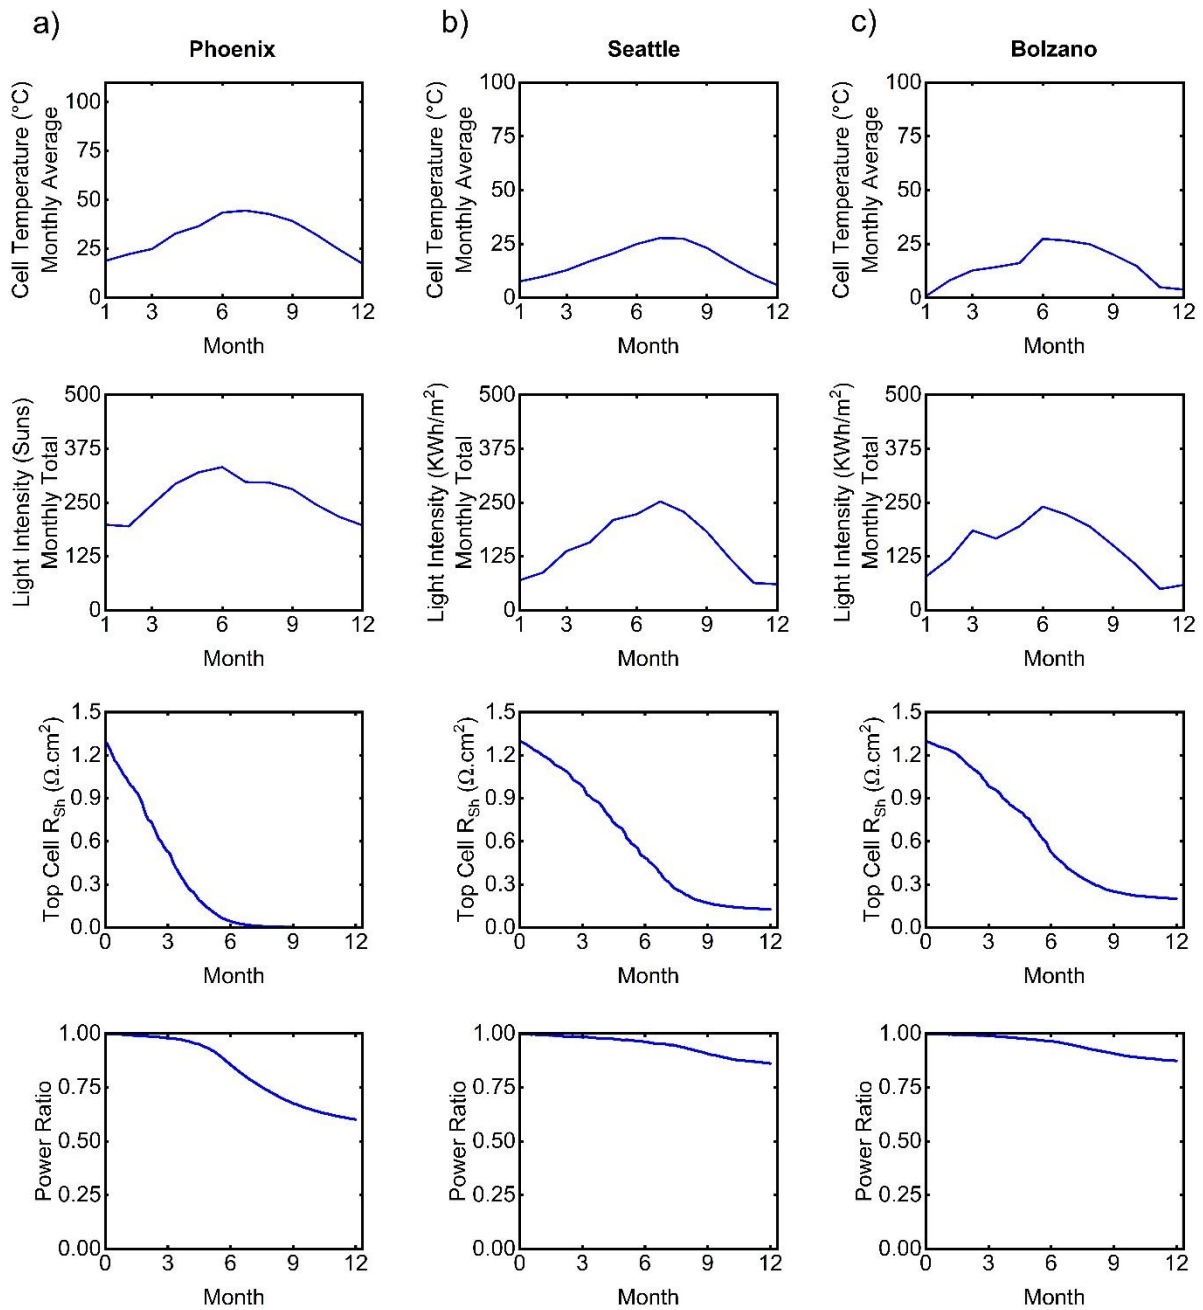 a)
Phoenix
Cell Temperature (°C)
Monthly Average
100
75
50
25
0
1 3 6 9 12
Month
Light Intensity (Suns)
Monthly Total
500
375
250
125
0
1 3 6 9 12
Month
Top Cell R_Sh (Ω.cm²)
1.5
1.2
0.9
0.6
0.3
0.0
0 3 6 9 12
Month
Power Ratio
1.00
0.75
0.50
0.25
0.00
0 3 6 9 12
Month
b)
Seattle
Cell Temperature (°C)
Monthly Average
100
75
50
25
0
1 3 6 9 12
Month
Light Intensity (KWh/m²)
Monthly Total
500
375
250
125
0
1 3 6 9 12
Month
Top Cell R_Sh (Ω.cm²)
1.5
1.2
0.9
0.6
0.3
0.0
0 3 6 9 12
Month
Power Ratio
1.00
0.75
0.50
0.25
0.00
0 3 6 9 12
Month
c)
Bolzano
Cell Temperature (°C)
Monthly Average
100
75
50
25
0
1 3 6 9 12
Month
Light Intensity (KWh/m²)
Monthly Total
500
375
250
125
0
1 3 6 9 12
Month
Top Cell R_Sh (Ω.cm²)
1.5
1.2
0.9
0.6
0.3
0.0
0 3 6 9 12
Month
Power Ratio
1.00
0.75
0.50
0.25
0.00
0 3 6 9 12
Month